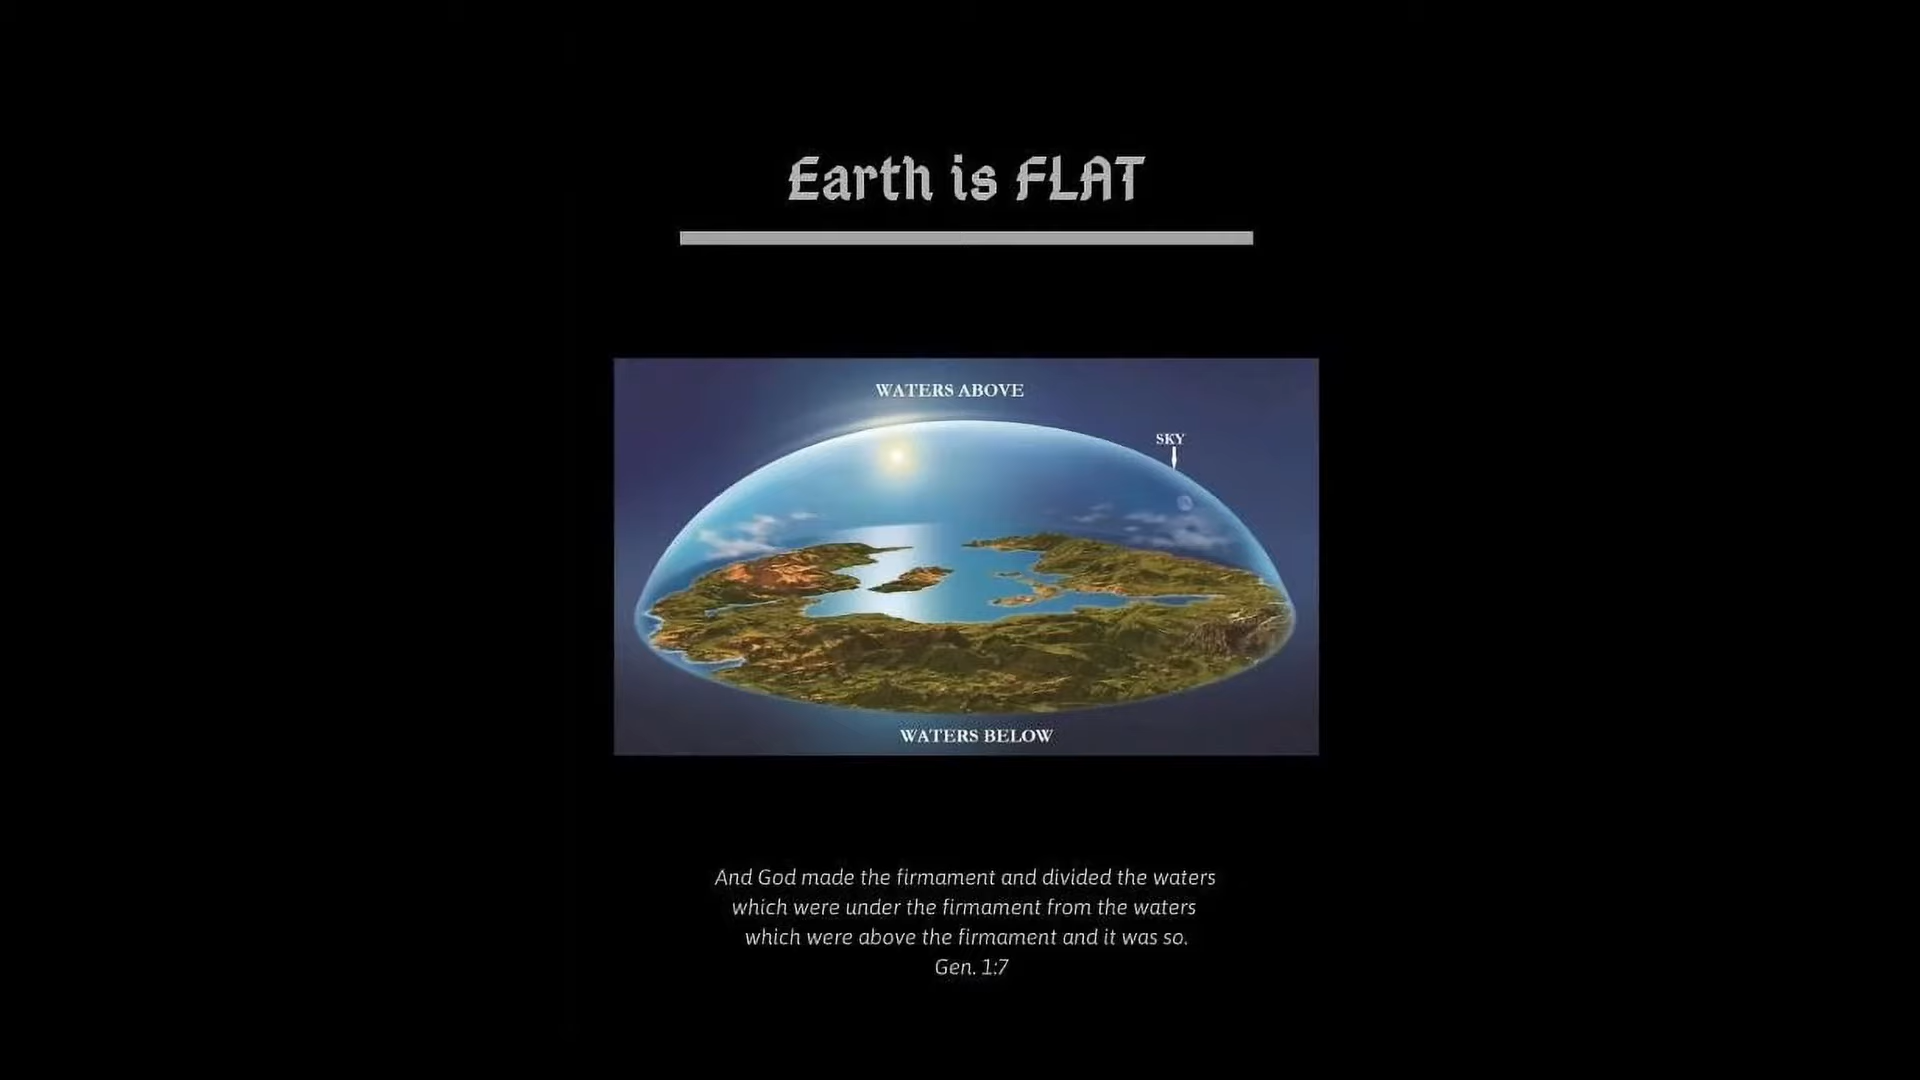 Earth is FLAT
WATERS ABOVE
SKY
WATERS BELOW
And God made the firmament and divided the waters
which were under the firmament from the waters
which were above the firmament and it was so.
Gen. 1:7